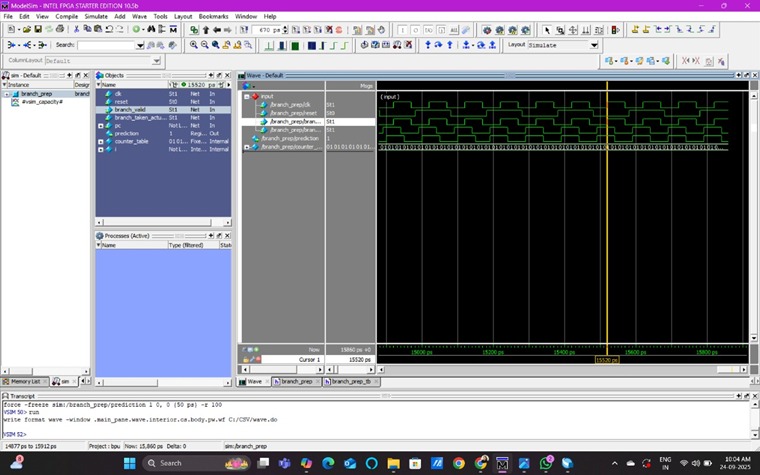 ModelSim - INTEL FPGA STARTER EDITION 10.5b
File Edit View Compile Simulate Add Wave Tools Layout Bookmarks Window Help
670 ps
Search:
Layout Simulate
ColumnLayout Default
sim - Default
Instance Design
branch_prep branc
#vsim_capacity#
Objects
Name 15520 ps
clk St1 Net In
reset St0 Net In
branch_valid St1 Net In
branch_taken_actu... St1 Net In
pc Not L... Net In
prediction 1 Reg... Out
counter_table 01 01... Fixe... Internal
i Not L... Inte... Internal
Processes (Active)
Name Type (filtered) State
Wave - Default
Msgs
input
(input)
/branch_prep/clk St1
/branch_prep/reset St0
/branch_prep/bran... St1
/branch_prep/bran... St1
/branch_prep/prediction 1
/branch_prep/counter_... 01 01 01 01 01 01...
Now 15860 ps
Cursor 1 15520 ps
15000 ps 15200 ps 15400 ps 15600 ps 15800 ps
15520 ps
Memory List sim
Wave branch_prep branch_prep_tb
Transcript
force -freeze sim:/branch_prep/prediction 1 0, 0 {50 ps} -r 100
VSIM 50> run
write format wave -window .main_pane.wave.interior.cs.body.pw.wf C:/CSV/wave.do
VSIM 52>
14877 ps to 15912 ps Project : bpu Now: 15,860 ps Delta: 0 sim:/branch_prep
Search
ENG
IN
10:04 AM
24-09-2025